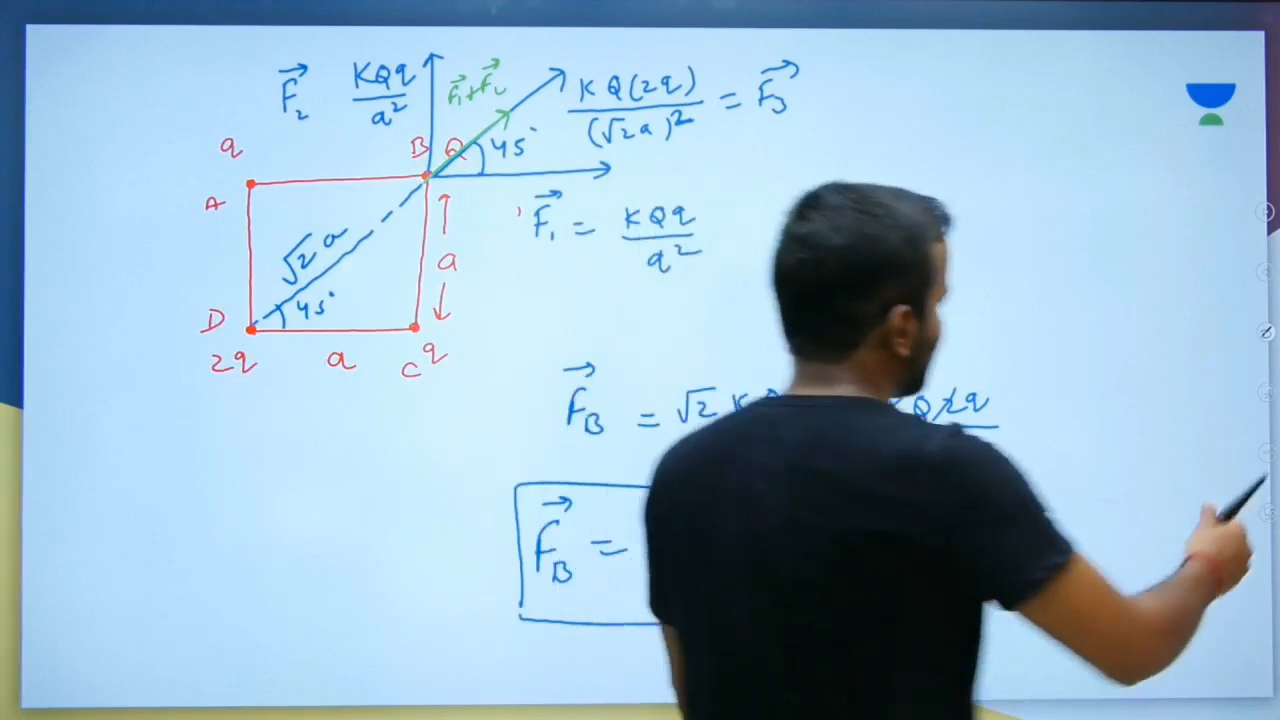 F₂⃗ KQq/a²
F₁⃗+F₂⃗
KQ(2q)/(√2a)² = F₃⃗
q
B Q 45°
A
F₁⃗ = KQq/a²
√2 a
a
45°
D
2q a C q
F_B⃗ = √2 K Q 2q
F_B⃗ =